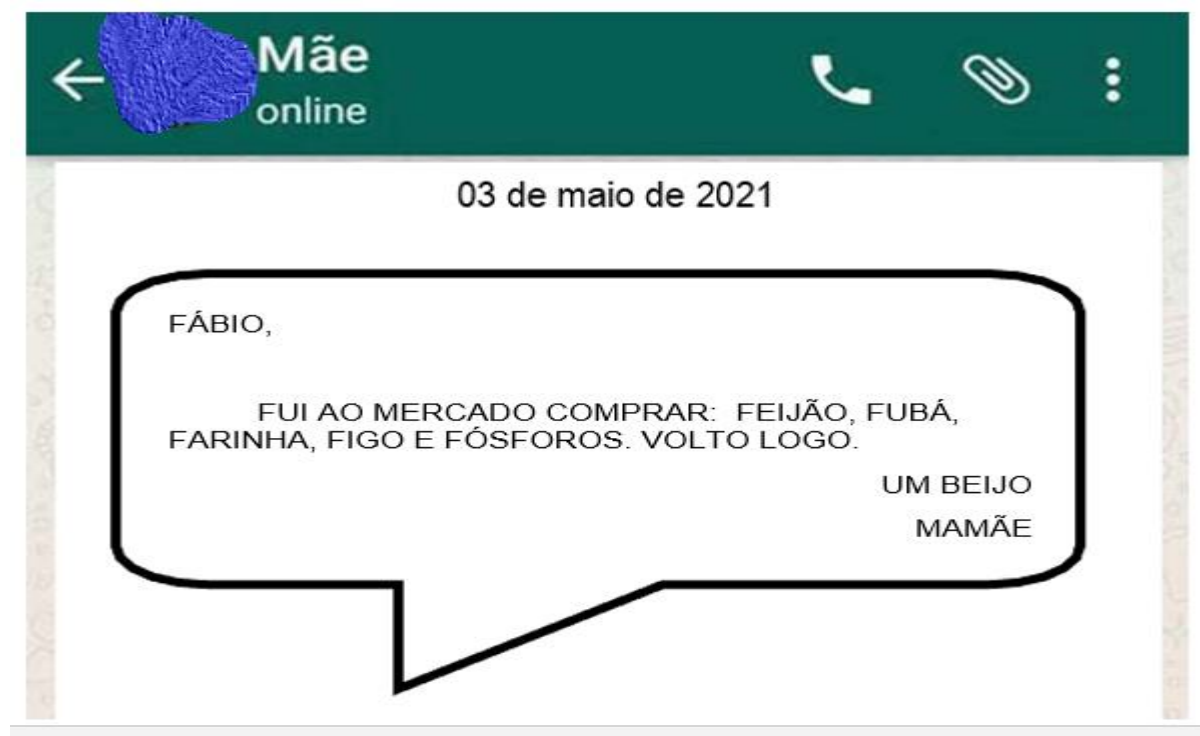 Mãe
online
03 de maio de 2021
FÁBIO,
FUI AO MERCADO COMPRAR: FEIJÃO, FUBÁ,
FARINHA, FIGO E FÓSFOROS. VOLTO LOGO.
UM BEIJO
MAMÃE